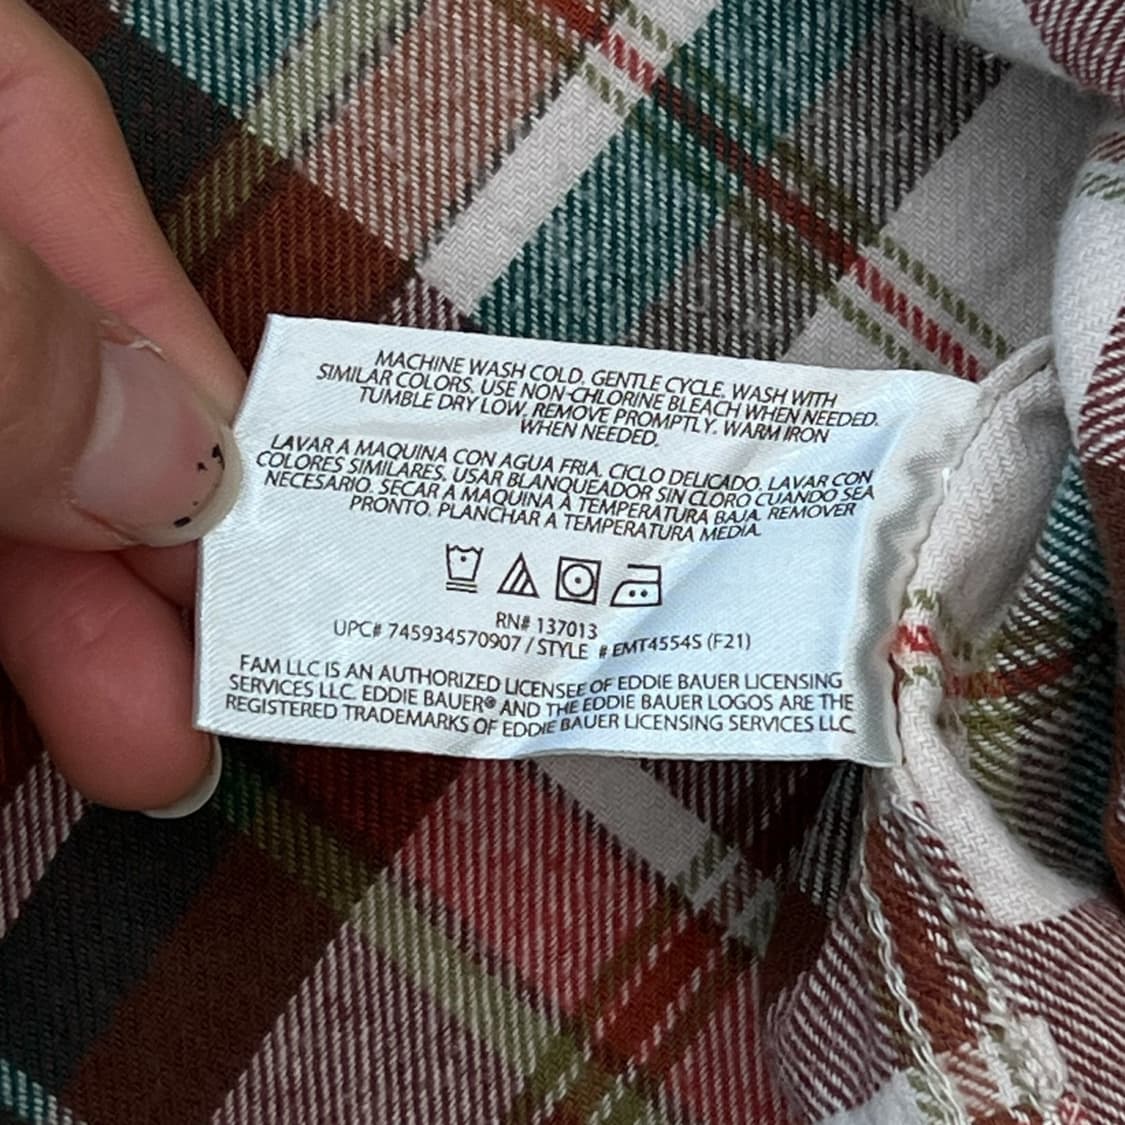 MACHINE WASH COLD. GENTLE CYCLE. WASH WITH
SIMILAR COLORS. USE NON-CHLORINE BLEACH WHEN NEEDED.
TUMBLE DRY LOW. REMOVE PROMPTLY. WARM IRON
WHEN NEEDED.
LAVAR A MAQUINA CON AGUA FRIA. CICLO DELICADO. LAVAR CON
COLORES SIMILARES. USAR BLANQUEADOR SIN CLORO CUANDO SEA
NECESARIO. SECAR A MAQUINA A TEMPERATURA BAJA. REMOVER
PRONTO. PLANCHAR A TEMPERATURA MEDIA.
RN# 137013
UPC# 745934570907 / STYLE # EMT4554S (F21)
FAM LLC IS AN AUTHORIZED LICENSEE OF EDDIE BAUER LICENSING
SERVICES LLC. EDDIE BAUER® AND THE EDDIE BAUER LOGOS ARE THE
REGISTERED TRADEMARKS OF EDDIE BAUER LICENSING SERVICES LLC.